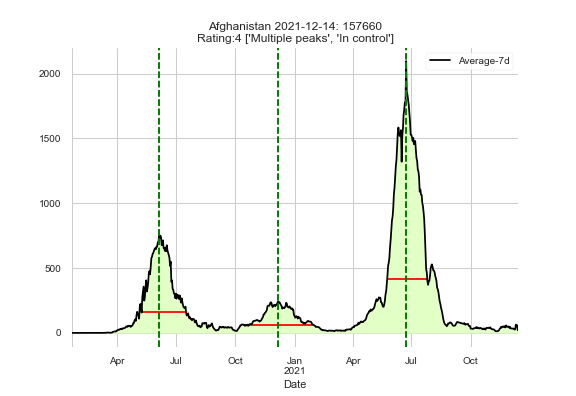 Afghanistan 2021-12-14: 157660
Rating:4 ['Multiple peaks', 'In control']
Average-7d
2000
1500
1000
500
0
Apr Jul Oct Jan Apr Jul Oct
2021
Date